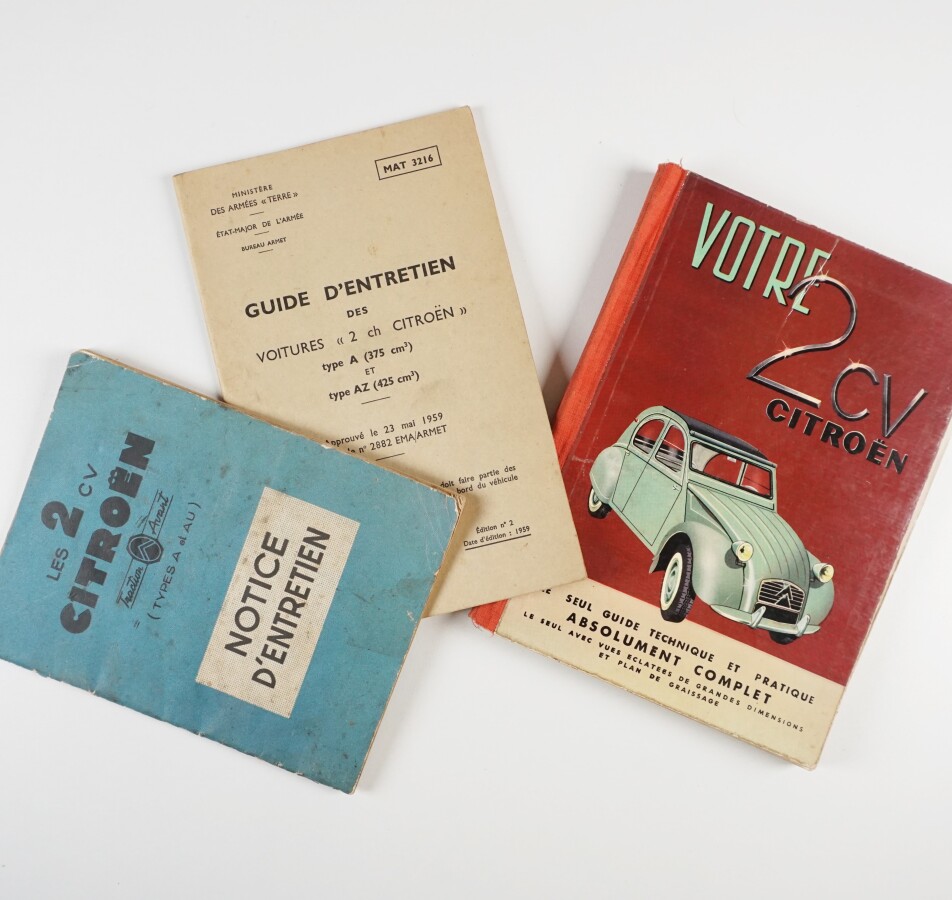 MAT 3216
MINISTÈRE
DES ARMÉES « TERRE »
ÉTAT-MAJOR DE L'ARMÉE
BUREAU ARMET
GUIDE D'ENTRETIEN
DES
VOITURES « 2 ch CITROËN »
type A (375 cm³)
ET
type AZ (425 cm³)
Approuvé le 23 mai 1959
n° 2882 EMA/ARMET
doit faire partie des
bord du véhicule
Édition n° 2
Date d'édition : 1959
LES 2 CV
CITROËN
Traction Avant
(TYPES A et AU)
NOTICE
D'ENTRETIEN
VOTRE
2CV
CITROËN
SEUL GUIDE TECHNIQUE ET PRATIQUE
ABSOLUMENT COMPLET
LE SEUL AVEC VUES ECLATEES DE GRANDES DIMENSIONS
ET PLAN DE GRAISSAGE